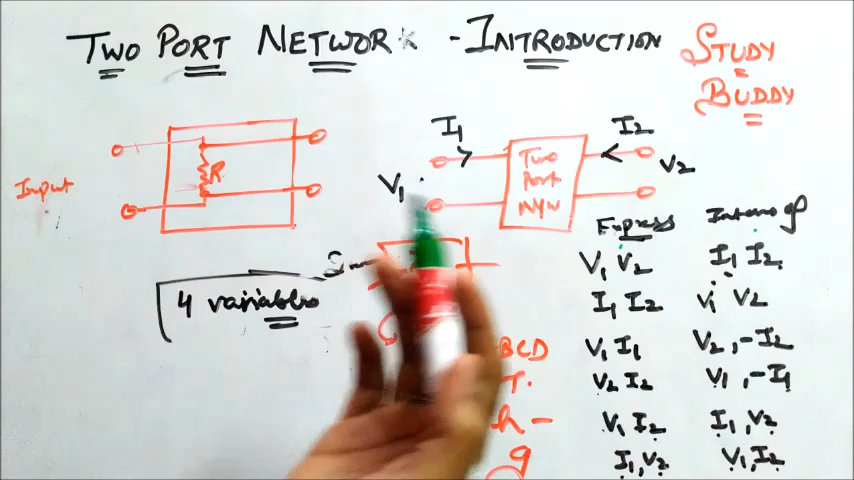 TWO PORT NETWORK - INTRODUCTION
STUDY
BUDDY
Input
R
I1
I2
V1
V2
Two
Port
N/W
4 variables
Express Interms of
V1 V2 I1 I2
I1 I2 V1 V2
BCD V1 I1 V2, -I2
T. V2 I2 V1, -I1
h - V1 I2 I1, V2
g I1, V2 V1, I2